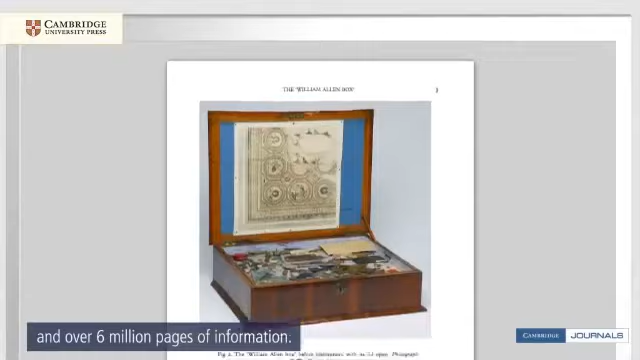 CAMBRIDGE
UNIVERSITY PRESS
THE 'WILLIAM ALLEN BOX'
3
and over 6 million pages of information.
CAMBRIDGE JOURNALS